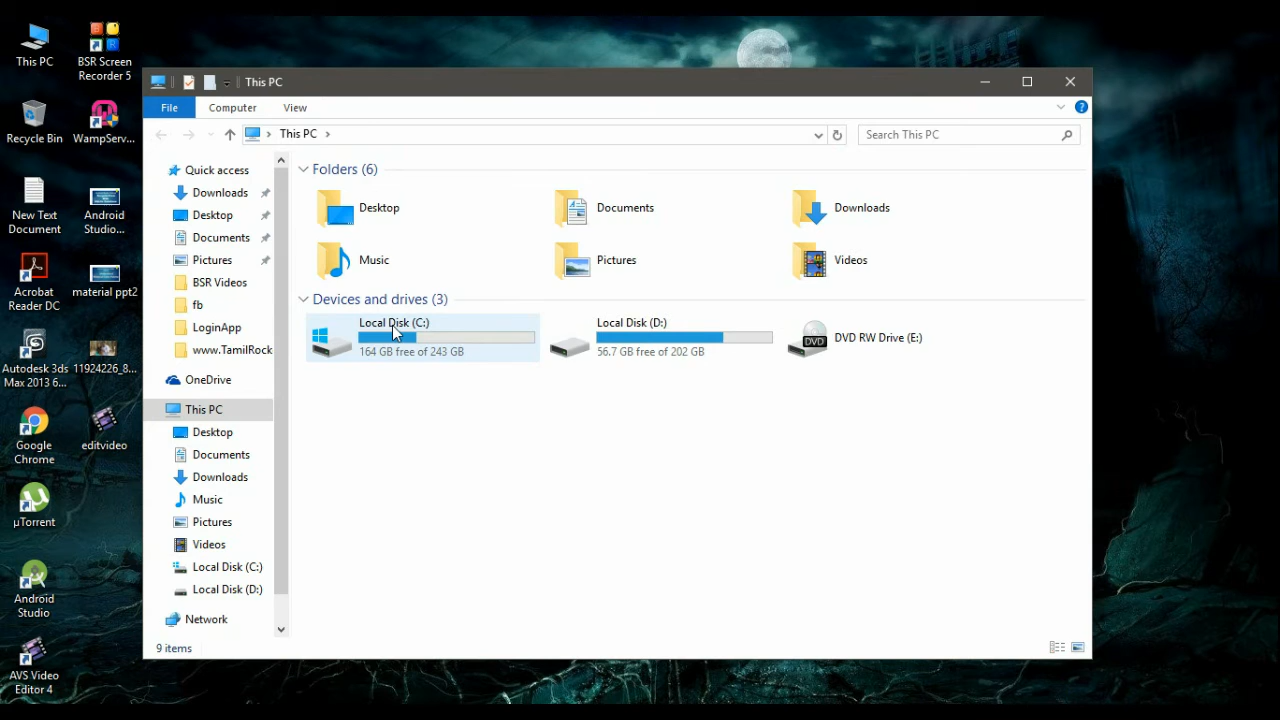 This PC
BSR Screen
Recorder 5
Recycle Bin
WampServ...
New Text
Document
Android
Studio...
Acrobat
Reader DC
material ppt2
Autodesk 3ds
Max 2013 6...
11924226_8...
Google
Chrome
editvideo
µTorrent
Android
Studio
AVS Video
Editor 4
This PC
File
Computer
View
This PC
Search This PC
Quick access
Downloads
Desktop
Documents
Pictures
BSR Videos
fb
LoginApp
www.TamilRock
OneDrive
This PC
Desktop
Documents
Downloads
Music
Pictures
Videos
Local Disk (C:)
Local Disk (D:)
Network
Folders (6)
Desktop
Documents
Downloads
Music
Pictures
Videos
Devices and drives (3)
Local Disk (C:)
164 GB free of 243 GB
Local Disk (D:)
56.7 GB free of 202 GB
DVD
DVD RW Drive (E:)
9 items